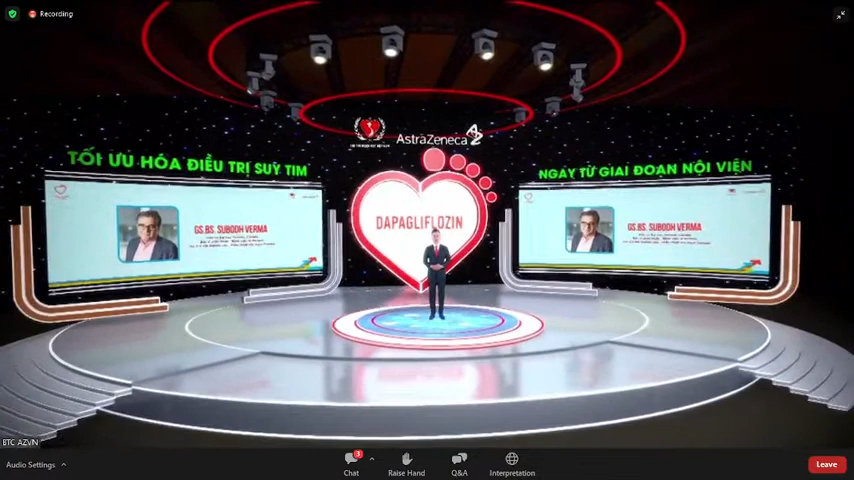 Recording
AstraZeneca
TỐI ƯU HÓA ĐIỀU TRỊ SUY TIM
NGAY TỪ GIAI ĐOẠN NỘI VIỆN
GS.BS. SUBODH VERMA
DAPAGLIFLOZIN
GS.BS. SUBODH VERMA
BTC AZVN
Audio Settings
Chat
3
Raise Hand
Q&A
Interpretation
Leave